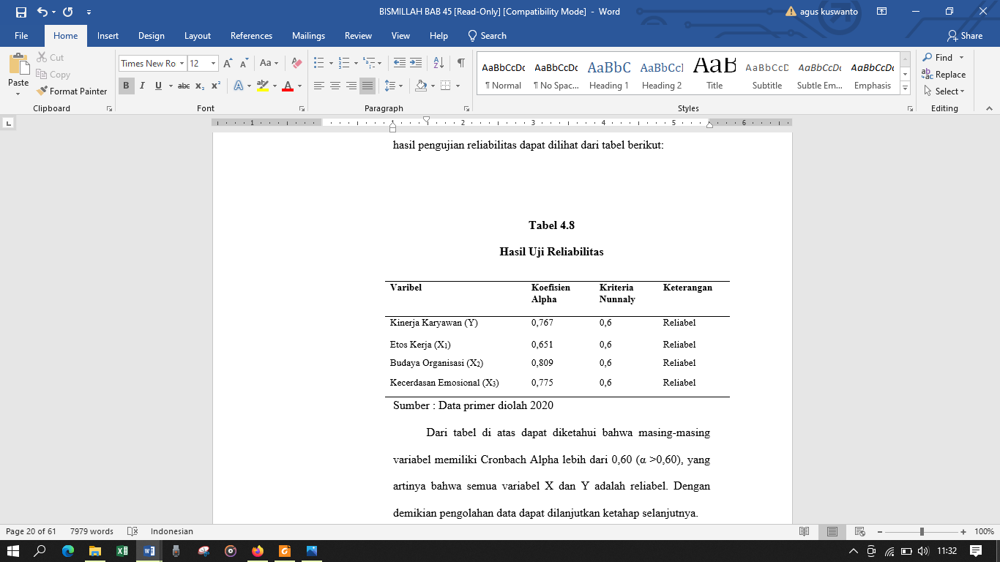 BISMILLAH BAB 45 [Read-Only] [Compatibility Mode] - Word
agus kuswanto
File Home Insert Design Layout References Mailings Review View Help Search Share
Paste
Cut
Copy
Format Painter
Clipboard
Times New Ro 12
Font
Paragraph
AaBbCcDc AaBbCcDc AaBbC AaBbCcI AaB AaBbCcD AaBbCcDc AaBbCcDc
¶ Normal ¶ No Spac... Heading 1 Heading 2 Title Subtitle Subtle Em... Emphasis
Styles
Find
Replace
Select
Editing
1 1 2 3 4 5 6
hasil pengujian reliabilitas dapat dilihat dari tabel berikut:
Tabel 4.8
Hasil Uji Reliabilitas
Varibel Koefisien Alpha Kriteria Nunnaly Keterangan
Kinerja Karyawan (Y) 0,767 0,6 Reliabel
Etos Kerja (X1) 0,651 0,6 Reliabel
Budaya Organisasi (X2) 0,809 0,6 Reliabel
Kecerdasan Emosional (X3) 0,775 0,6 Reliabel
Sumber : Data primer diolah 2020
Dari tabel di atas dapat diketahui bahwa masing-masing
variabel memiliki Cronbach Alpha lebih dari 0,60 (α >0,60), yang
artinya bahwa semua variabel X dan Y adalah reliabel. Dengan
demikian pengolahan data dapat dilanjutkan ketahap selanjutnya.
Page 20 of 61 7979 words Indonesian 100%
11:32